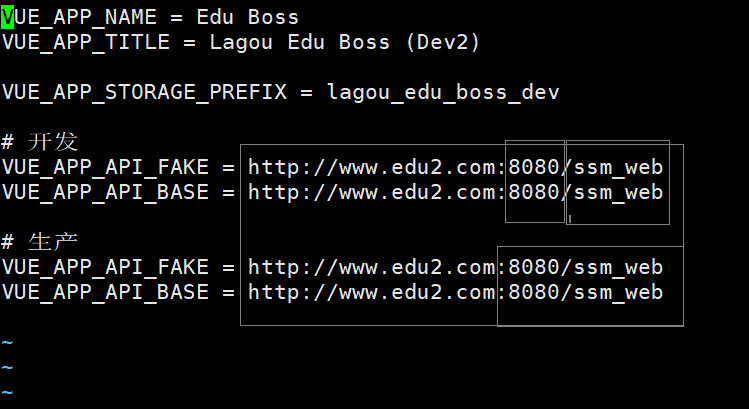 VUE_APP_NAME = Edu Boss
VUE_APP_TITLE = Lagou Edu Boss (Dev2)
VUE_APP_STORAGE_PREFIX = lagou_edu_boss_dev
# 开发
VUE_APP_API_FAKE = http://www.edu2.com:8080/ssm_web
VUE_APP_API_BASE = http://www.edu2.com:8080/ssm_web
# 生产
VUE_APP_API_FAKE = http://www.edu2.com:8080/ssm_web
VUE_APP_API_BASE = http://www.edu2.com:8080/ssm_web
~
~
~